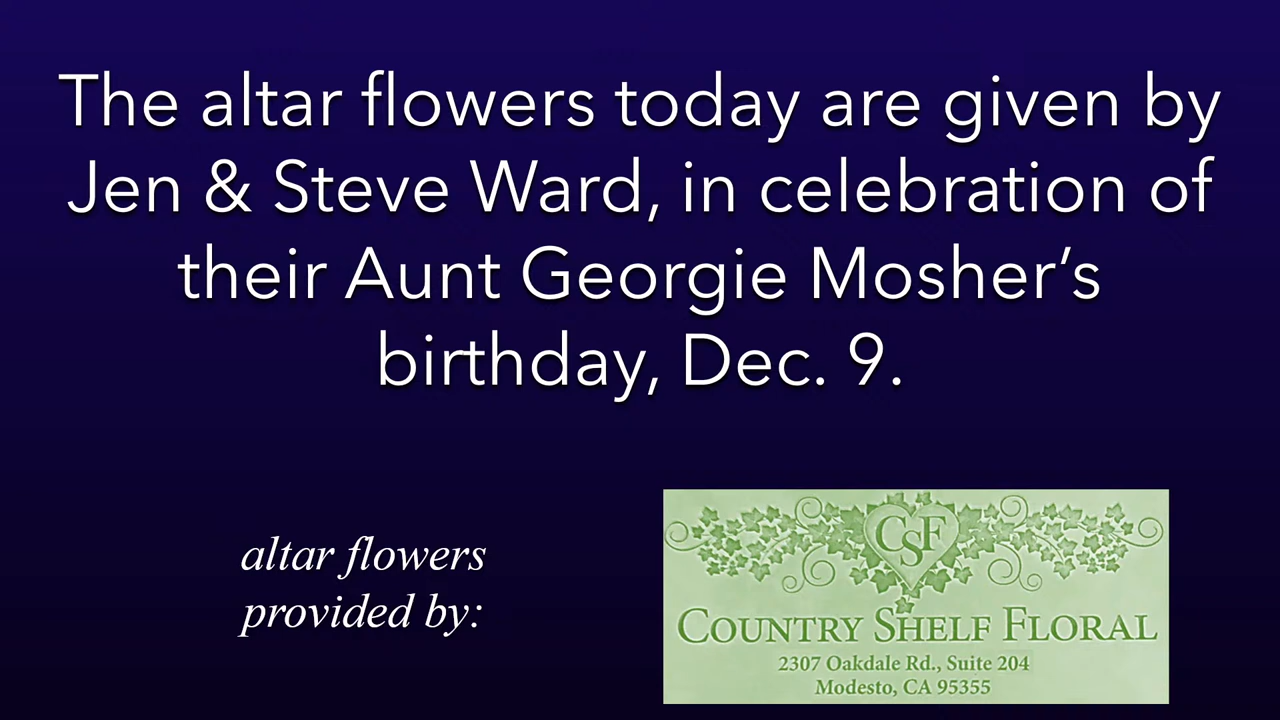 The altar flowers today are given by
Jen & Steve Ward, in celebration of
their Aunt Georgie Mosher’s
birthday, Dec. 9.
altar flowers
provided by:
CSF
COUNTRY SHELF FLORAL
2307 Oakdale Rd., Suite 204
Modesto, CA 95355